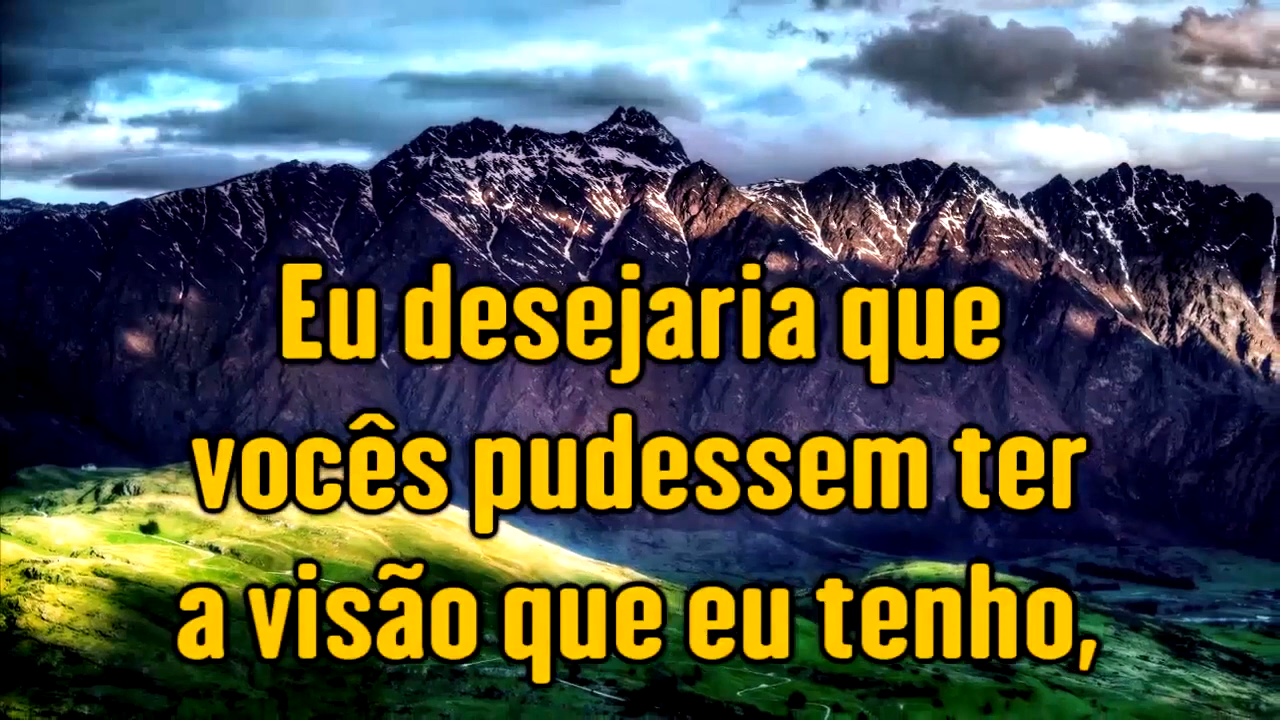 Eu desejaria que
vocês pudessem ter
a visão que eu tenho,